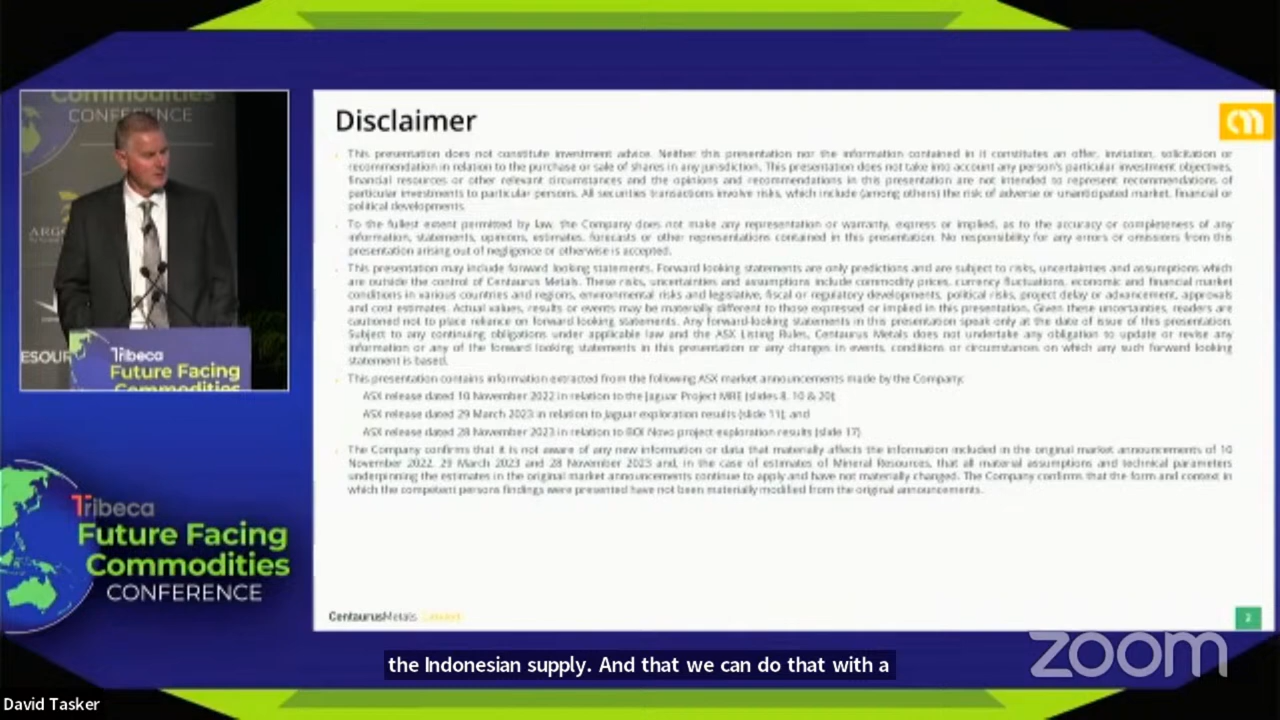 Commodities
CONFERENCE
ARGO
ESOUR
Tribeca
Future Facing
Commodities
Tribeca
Future Facing
Commodities
CONFERENCE
Disclaimer
This presentation does not constitute investment advice. Neither this presentation nor the information contained in it constitutes an offer, invitation, solicitation or
recommendation in relation to the purchase or sale of shares in any jurisdiction. This presentation does not take into account any person's particular investment objectives,
financial resources or other relevant circumstances and the opinions and recommendations in this presentation are not intended to represent recommendations of
particular investments to particular persons. All securities transactions involve risks, which include (among others) the risk of adverse or unanticipated market, financial or
political developments.
To the fullest extent permitted by law, the Company does not make any representation or warranty, express or implied, as to the accuracy or completeness of any
information, statements, opinions, estimates, forecasts or other representations contained in this presentation. No responsibility for any errors or omissions from this
presentation arising out of negligence or otherwise is accepted.
This presentation may include forward looking statements. Forward looking statements are only predictions and are subject to risks, uncertainties and assumptions which
are outside the control of Centaurus Metals. These risks, uncertainties and assumptions include commodity prices, currency fluctuations, economic and financial market
conditions in various countries and regions, environmental risks and legislative, fiscal or regulatory developments, political risks, project delay or advancement, approvals
and cost estimates. Actual values, results or events may be materially different to those expressed or implied in this presentation. Given these uncertainties, readers are
cautioned not to place reliance on forward looking statements. Any forward-looking statements in this presentation speak only at the date of issue of this presentation.
Subject to any continuing obligations under applicable law and the ASX Listing Rules, Centaurus Metals does not undertake any obligation to update or revise any
information or any of the forward looking statements in this presentation or any changes in events, conditions or circumstances on which any such forward looking
statement is based.
This presentation contains information extracted from the following ASX market announcements made by the Company:
ASX release dated 10 November 2022 in relation to the Jaguar Project MRE (slides 8, 10 & 20);
ASX release dated 29 March 2023 in relation to Jaguar exploration results (slide 11); and
ASX release dated 28 November 2023 in relation to BOI Novo project exploration results (slide 17)
The Company confirms that it is not aware of any new information or data that materially affects the information included in the original market announcements of 10
November 2022, 29 March 2023 and 28 November 2023 and, in the case of estimates of Mineral Resources, that all material assumptions and technical parameters
underpinning the estimates in the original market announcements continue to apply and have not materially changed. The Company confirms that the form and context in
which the competent persons findings were presented have not been materially modified from the original announcements.
CentaurusMetals Limited
2
the Indonesian supply. And that we can do that with a
zoom
David Tasker